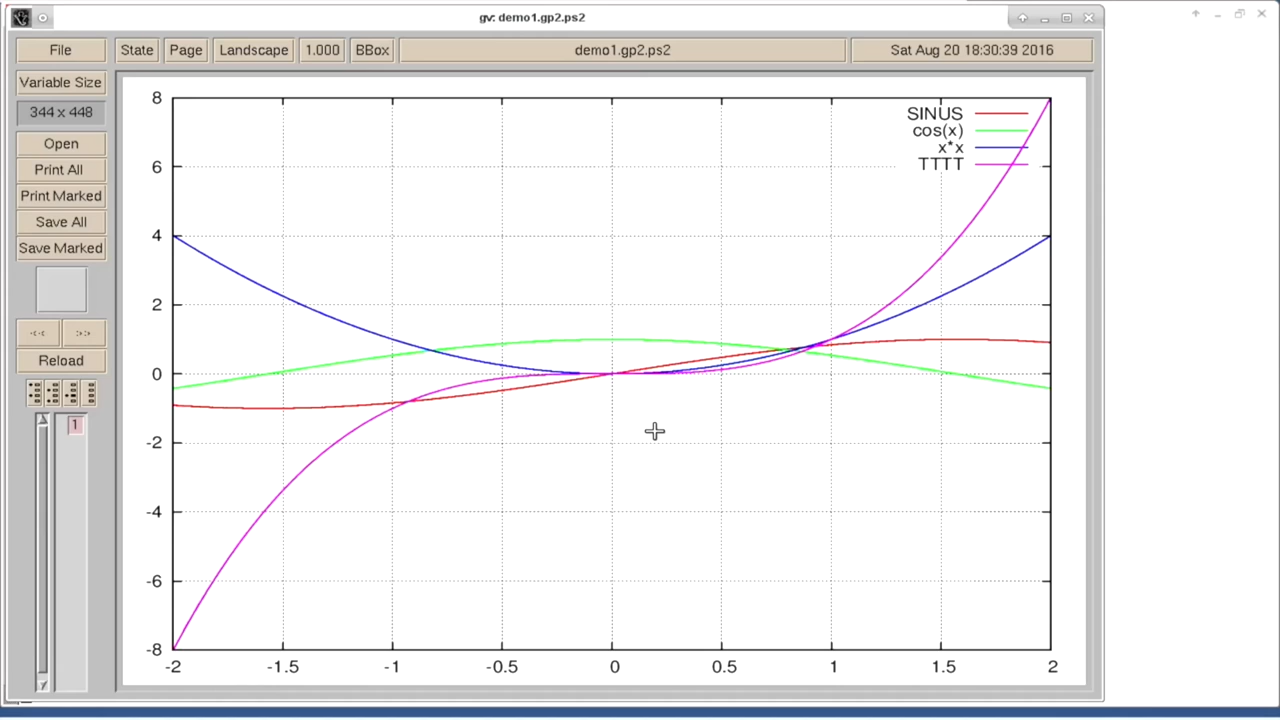 gv: demo1.gp2.ps2
File State Page Landscape 1.000 BBox demo1.gp2.ps2 Sat Aug 20 18:30:39 2016
Variable Size
344 x 448
Open
Print All
Print Marked
Save All
Save Marked
<< >>
Reload
1
8
6
4
2
0
-2
-4
-6
-8
-2 -1.5 -1 -0.5 0 0.5 1 1.5 2
SINUS
cos(x)
x*x
TTTT